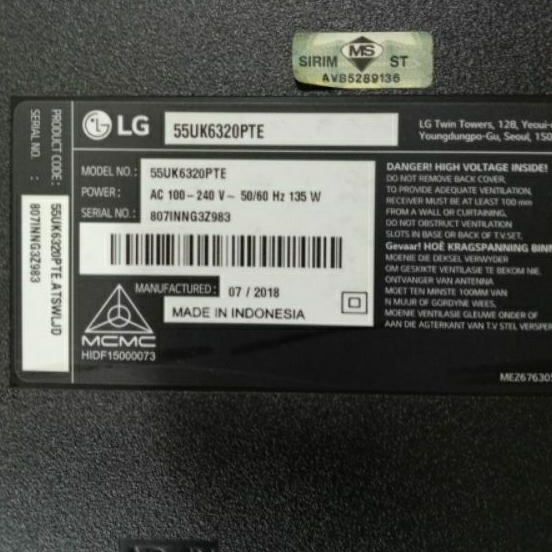 SIRIM MS ST
AVB5289136
LG
55UK6320PTE
LG Twin Towers, 128, Yeoui-
Youngdungpo-Gu, Seoul, 150
PRODUCT CODE :
SERIAL NO. :
55UK6320PTE.ATSWLJD
807INNG3Z983
MODEL NO. : 55UK6320PTE
POWER : AC 100-240 V~ 50/60 Hz 135 W
SERIAL NO. : 807INNG3Z983
MANUFACTURED : 07 / 2018
MADE IN INDONESIA
MCMC
HIDF15000073
DANGER! HIGH VOLTAGE INSIDE!
DO NOT REMOVE BACK COVER.
TO PROVIDE ADEQUATE VENTILATION,
RECEIVER MUST BE AT LEAST 100 mm
FROM A WALL OR CURTAINING.
DO NOT OBSTRUCT VENTILATION
SLOTS IN BASE OR BACK OF T.V SET.
Gevaar! HOË KRAGSPANNING BINN
MOENIE DIE DEKSEL VERWYDER
OM GESKIKTE VENTILASIE TE BEKOM NIE.
ONTVANGER VAN ANTENNA
MOET TEN MINSTE 100MM VAN
N MUUR OF GORDYNE WEES.
MOENIE VENTILASIE GLEUWE ONDER OF
AAN DIE AGTERKANT VAN T.V STEL VERSPER
MEZ676305